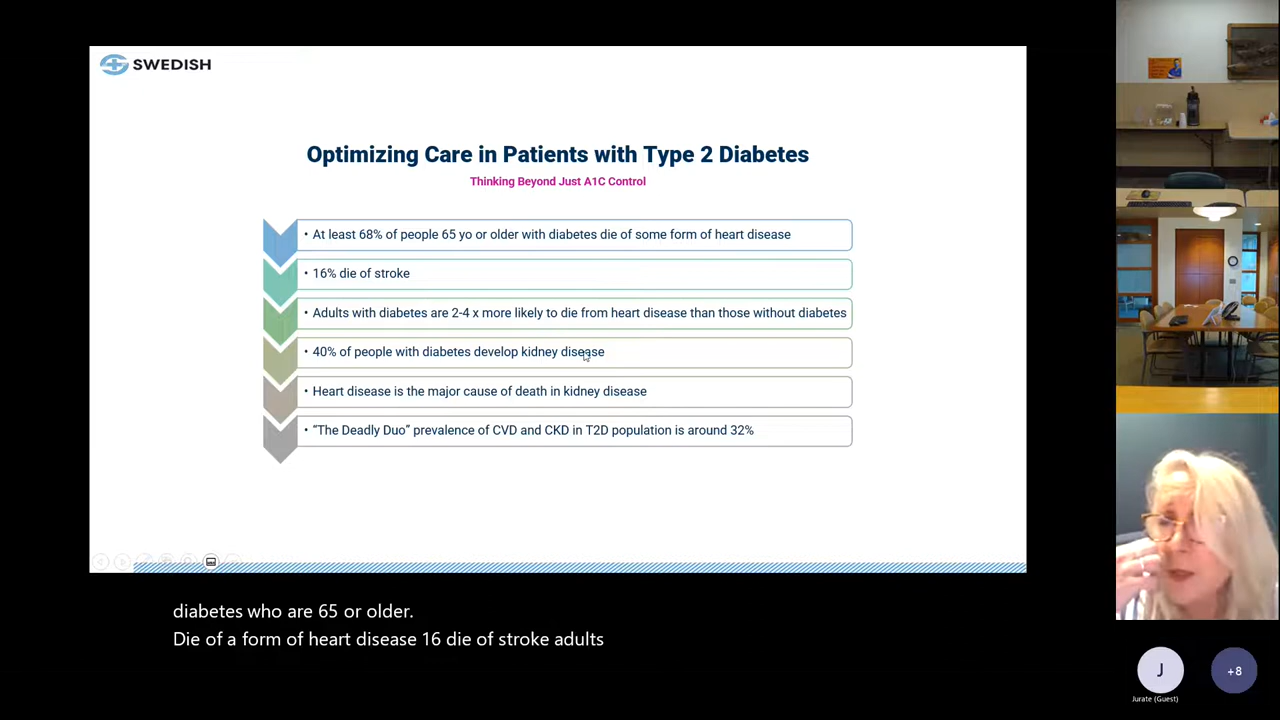 SWEDISH
Optimizing Care in Patients with Type 2 Diabetes
Thinking Beyond Just A1C Control
• At least 68% of people 65 yo or older with diabetes die of some form of heart disease
• 16% die of stroke
• Adults with diabetes are 2-4 x more likely to die from heart disease than those without diabetes
• 40% of people with diabetes develop kidney disease
• Heart disease is the major cause of death in kidney disease
• “The Deadly Duo” prevalence of CVD and CKD in T2D population is around 32%
diabetes who are 65 or older.
Die of a form of heart disease 16 die of stroke adults
J
+8
Jurate (Guest)